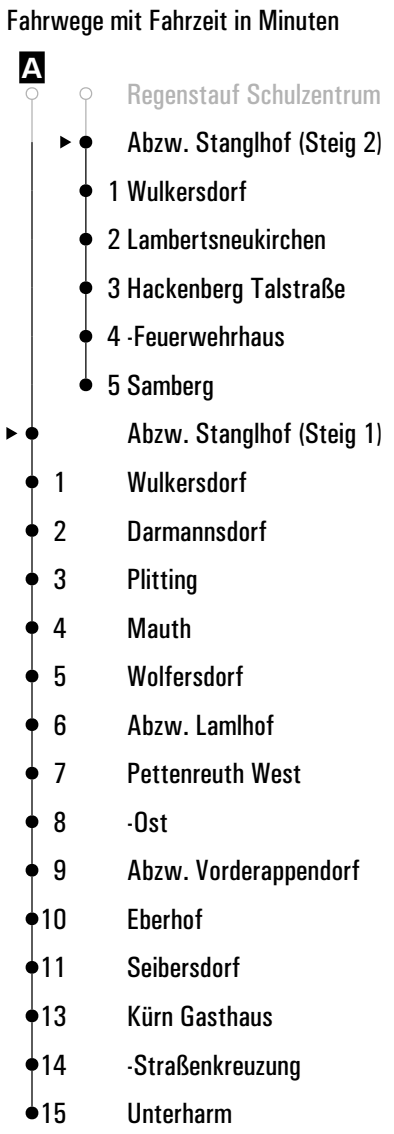 Fahrwege mit Fahrzeit in Minuten
A
Regenstauf Schulzentrum
Abzw. Stanglhof (Steig 2)
1 Wulkersdorf
2 Lambertsneukirchen
3 Hackenberg Talstraße
4 -Feuerwehrhaus
5 Samberg
Abzw. Stanglhof (Steig 1)
1 Wulkersdorf
2 Darmannsdorf
3 Plitting
4 Mauth
5 Wolfersdorf
6 Abzw. Lamlhof
7 Pettenreuth West
8 -Ost
9 Abzw. Vorderappendorf
10 Eberhof
11 Seibersdorf
13 Kürn Gasthaus
14 -Straßenkreuzung
15 Unterharm